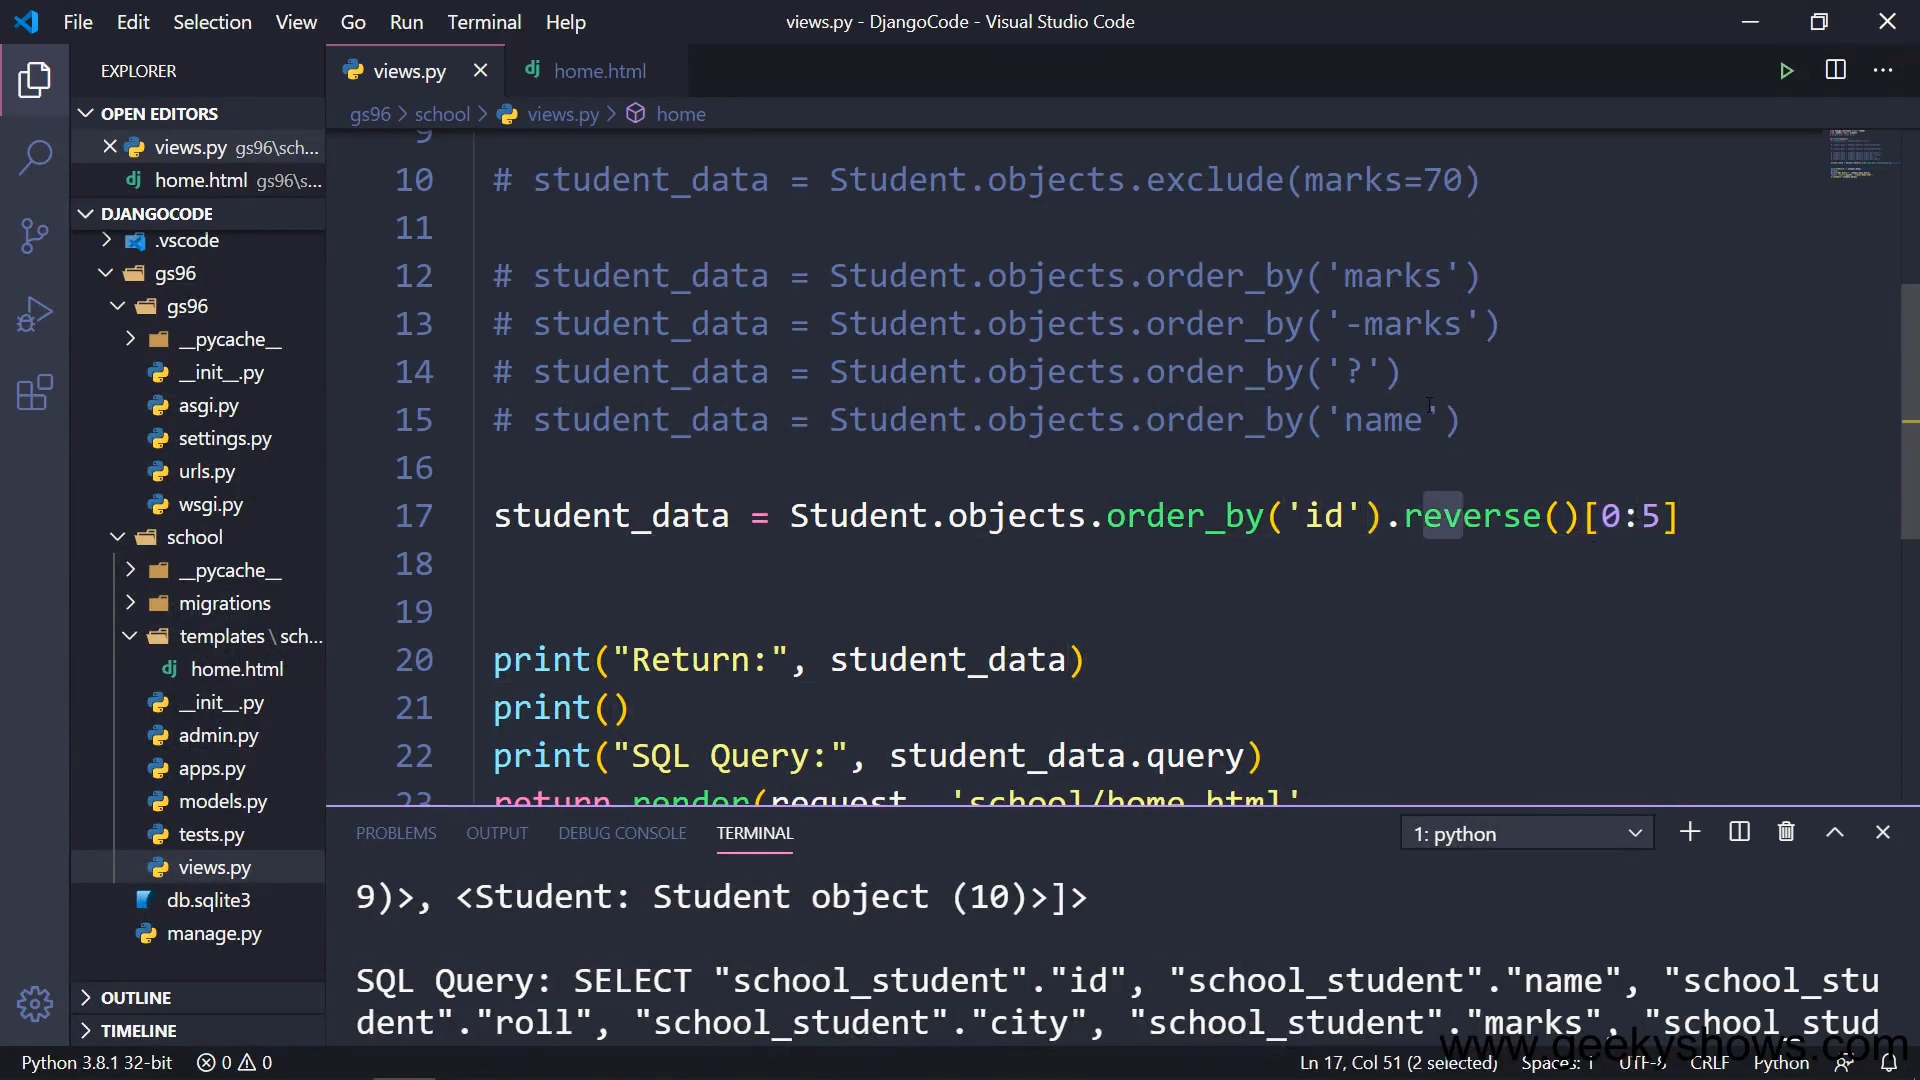 File Edit Selection View Go Run Terminal Help
views.py - DjangoCode - Visual Studio Code
EXPLORER
OPEN EDITORS
views.py gs96\sch...
home.html gs96\s...
DJANGOCODE
.vscode
gs96
gs96
__pycache__
__init__.py
asgi.py
settings.py
urls.py
wsgi.py
school
__pycache__
migrations
templates\sch...
home.html
__init__.py
admin.py
apps.py
models.py
tests.py
views.py
db.sqlite3
manage.py
OUTLINE
TIMELINE
views.py home.html
gs96 > school > views.py > home
9
10 # student_data = Student.objects.exclude(marks=70)
11
12 # student_data = Student.objects.order_by('marks')
13 # student_data = Student.objects.order_by('-marks')
14 # student_data = Student.objects.order_by('?')
15 # student_data = Student.objects.order_by('name')
16
17 student_data = Student.objects.order_by('id').reverse()[0:5]
18
19
20 print("Return:", student_data)
21 print()
22 print("SQL Query:", student_data.query)
23 return render(request, 'school/home.html',
PROBLEMS OUTPUT DEBUG CONSOLE TERMINAL 1: python
9)>, <Student: Student object (10)>]>
SQL Query: SELECT "school_student"."id", "school_student"."name", "school_stu
dent"."roll", "school_student"."city", "school_student"."marks", "school_stud
www.geekyshows.com
Python 3.8.1 32-bit 0 0 Ln 17, Col 51 (2 selected) Spaces: UTF-8 CRLF Python